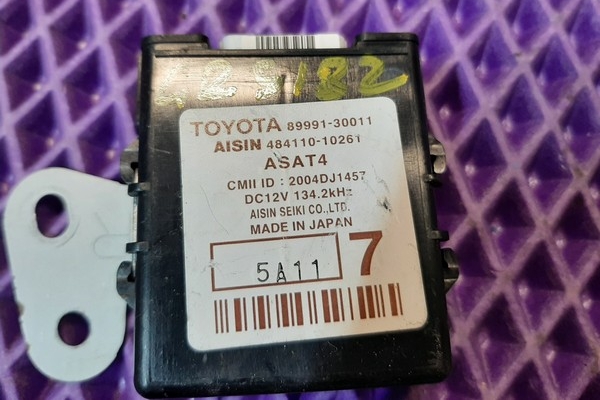 TOYOTA 89991-30011
AISIN 484110-10261
ASAT4
CMII ID : 2004DJ1457
DC12V 134.2kHz
AISIN SEIKI CO.,LTD.
MADE IN JAPAN
5A11 7